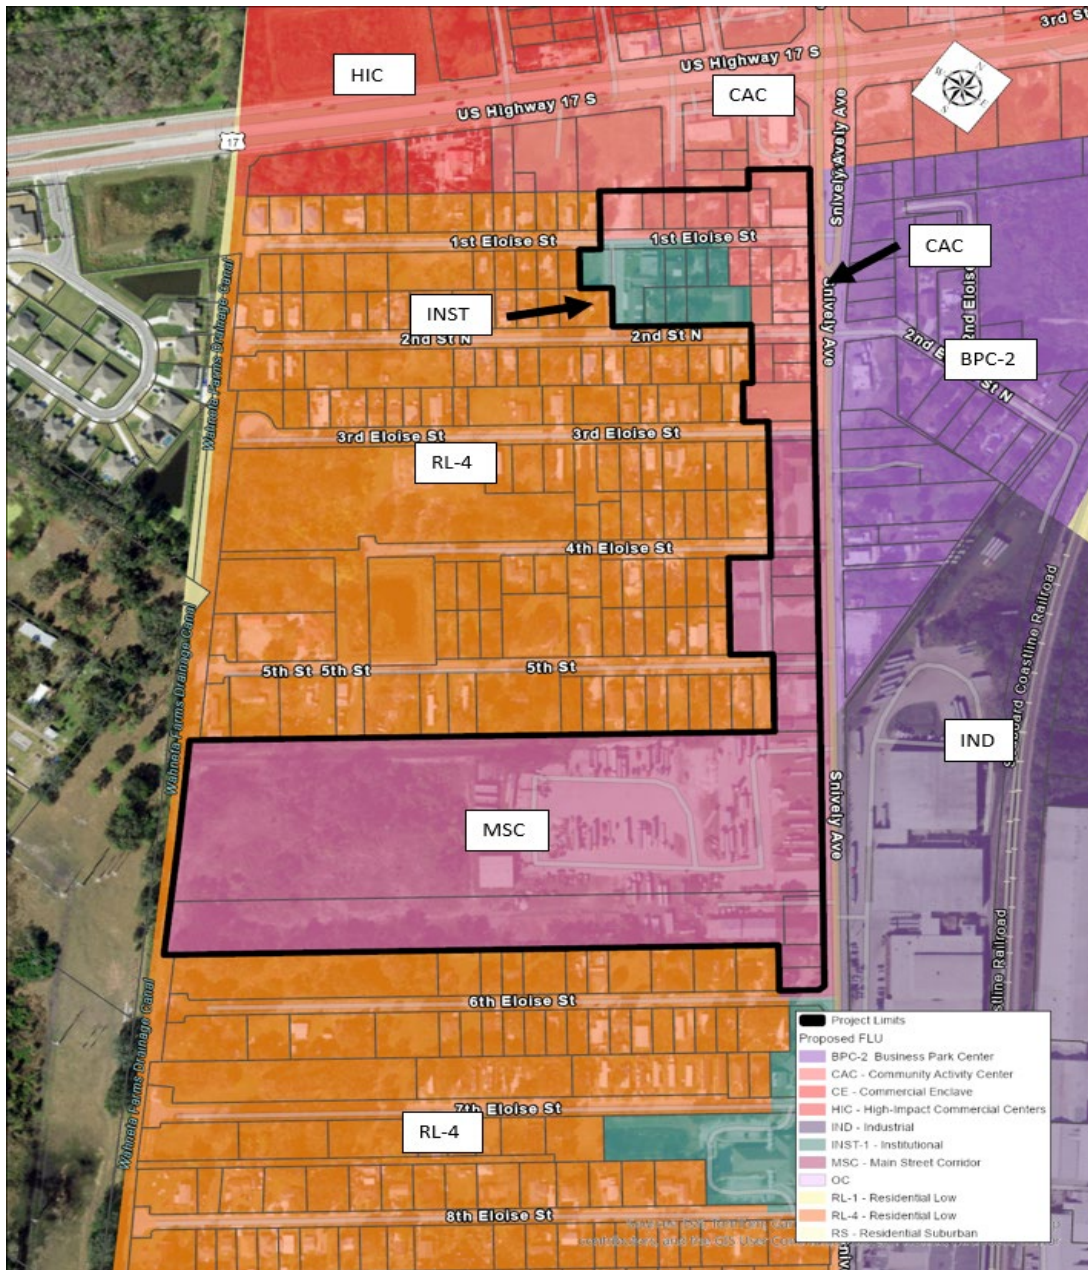 3rd St
US Highway 17 S
HIC
CAC
N
W
E
S
US Highway 17 S
17
Snively Ave
1st Eloise St
1st Eloise St
CAC
INST
2nd St N
2nd St N
Snively Ave
2nd Eloise
BPC-2
Wahneta Farms Drainage Canal
3rd Eloise St
3rd Eloise St
RL-4
4th Eloise St
Seaboard Coastline Railroad
5th St
5th St
5th St
Wahneta Farms Drainage Canal
IND
MSC
Snively Ave
6th Eloise St
Wahneta Farms Drainage Canal
7th Eloise St
RL-4
8th Eloise St
Project Limits
Proposed FLU
BPC-2 Business Park Center
CAC - Community Activity Center
CE - Commercial Enclave
HIC - High-Impact Commercial Centers
IND - Industrial
INST-1 - Institutional
MSC - Main Street Corridor
OC
RL-1 - Residential Low
RL-4 - Residential Low
RS - Residential Suburban